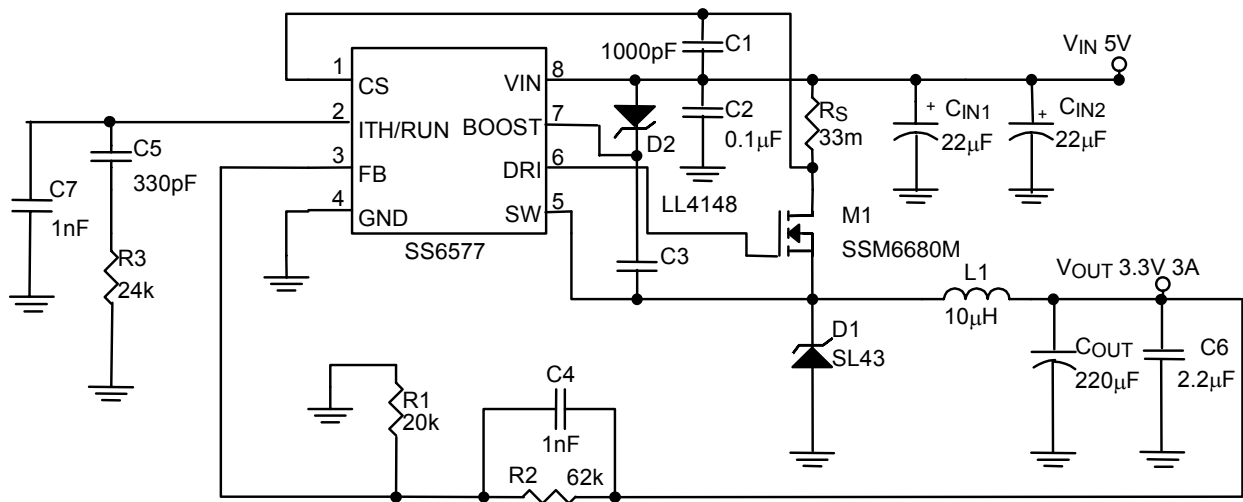 1000pF
C1
VIN 5V
1
CS
VIN
8
2
ITH/RUN
BOOST
7
3
FB
DRI
6
4
GND
SW
5
SS6577
C5
330pF
C7
1nF
R3
24k
D2
LL4148
C2
0.1µF
RS
33m
+
CIN1
22µF
+
CIN2
22µF
M1
SSM6680M
C3
L1
10µH
VOUT 3.3V 3A
D1
SL43
COUT
220µF
C6
2.2µF
R1
20k
C4
1nF
R2
62k